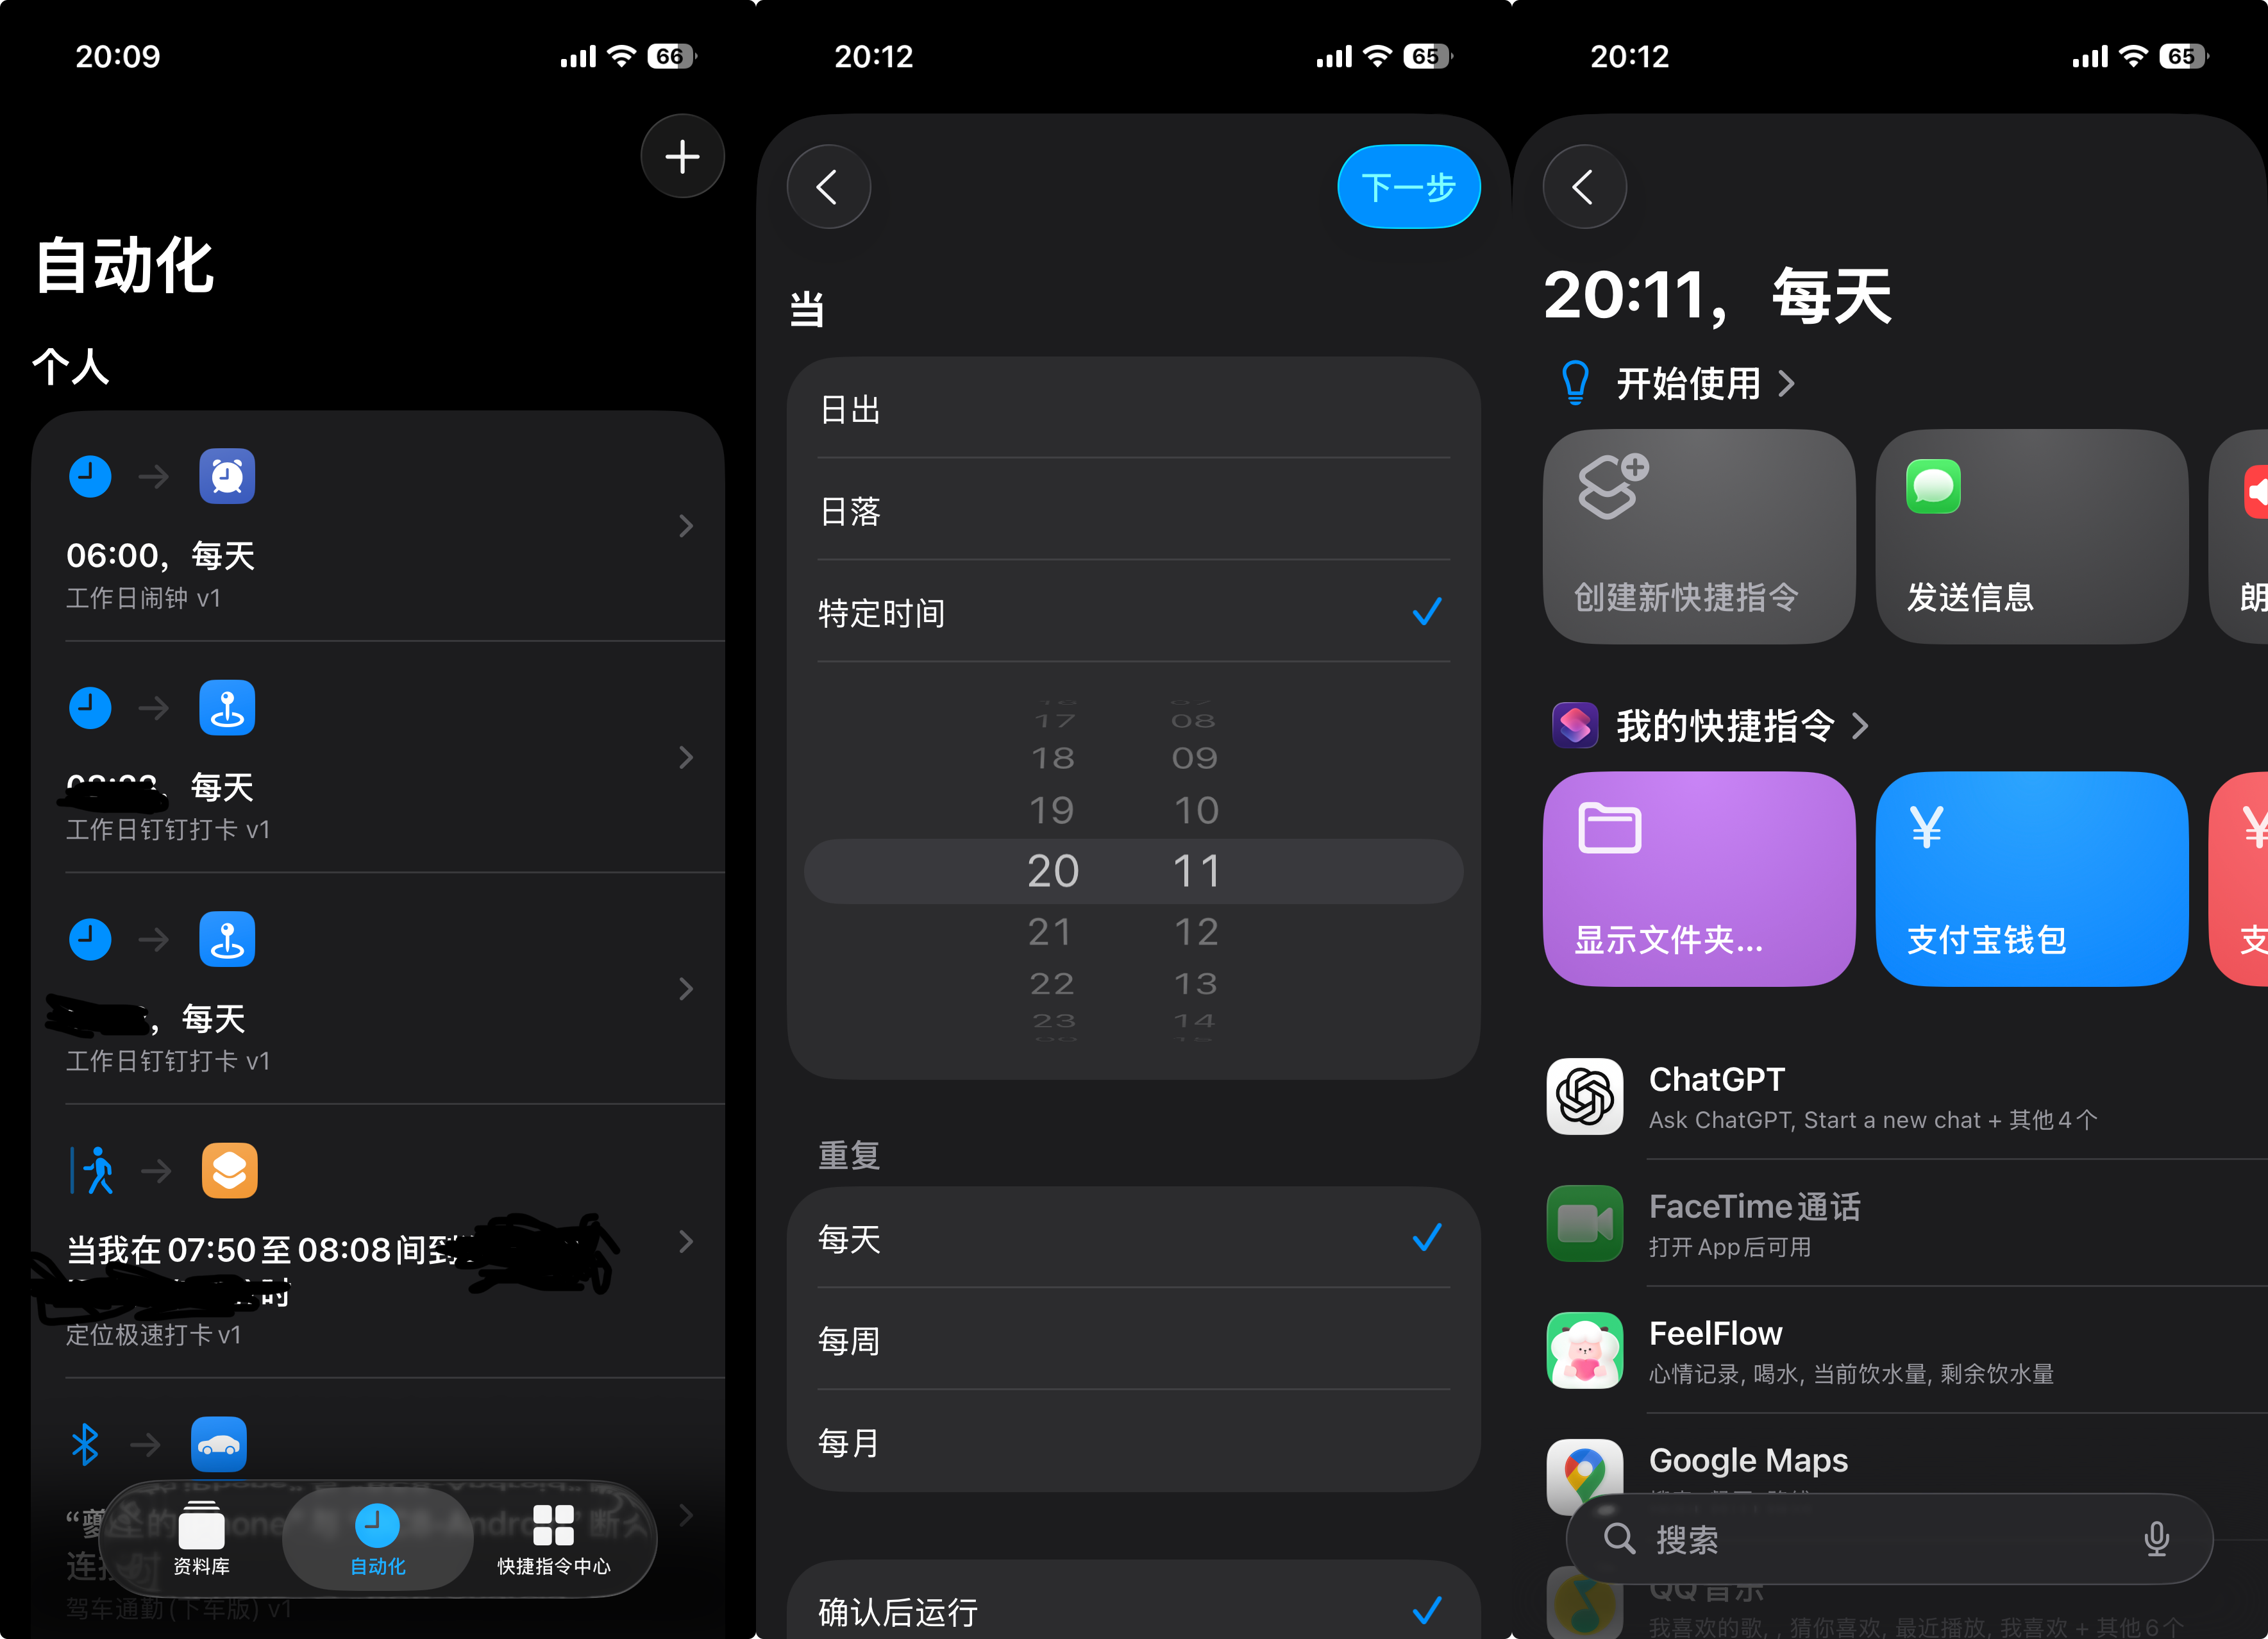 20:09
66
自动化
个人
06:00，每天
工作日闹钟 v1
每天
工作日钉钉打卡 v1
，每天
工作日钉钉打卡 v1
当我在 07:50 至 08:08 间到
时
定位极速打卡 v1
连接时
驾车通勤 (下车版) v1
资料库
自动化
快捷指令中心
20:12
65
下一步
当
日出
日落
特定时间
17 08
18 09
19 10
20 11
21 12
22 13
23 14
00 15
重复
每天
每周
每月
确认后运行
20:12
65
20:11，每天
开始使用
创建新快捷指令
发送信息
朗
我的快捷指令
显示文件夹...
¥
支付宝钱包
¥
支
ChatGPT
Ask ChatGPT, Start a new chat + 其他 4 个
FaceTime 通话
打开 App 后可用
FeelFlow
心情记录, 喝水, 当前饮水量, 剩余饮水量
Google Maps
搜索
QQ 音乐
我喜欢的歌, , 猜你喜欢, 最近播放, 我喜欢 + 其他 6 个